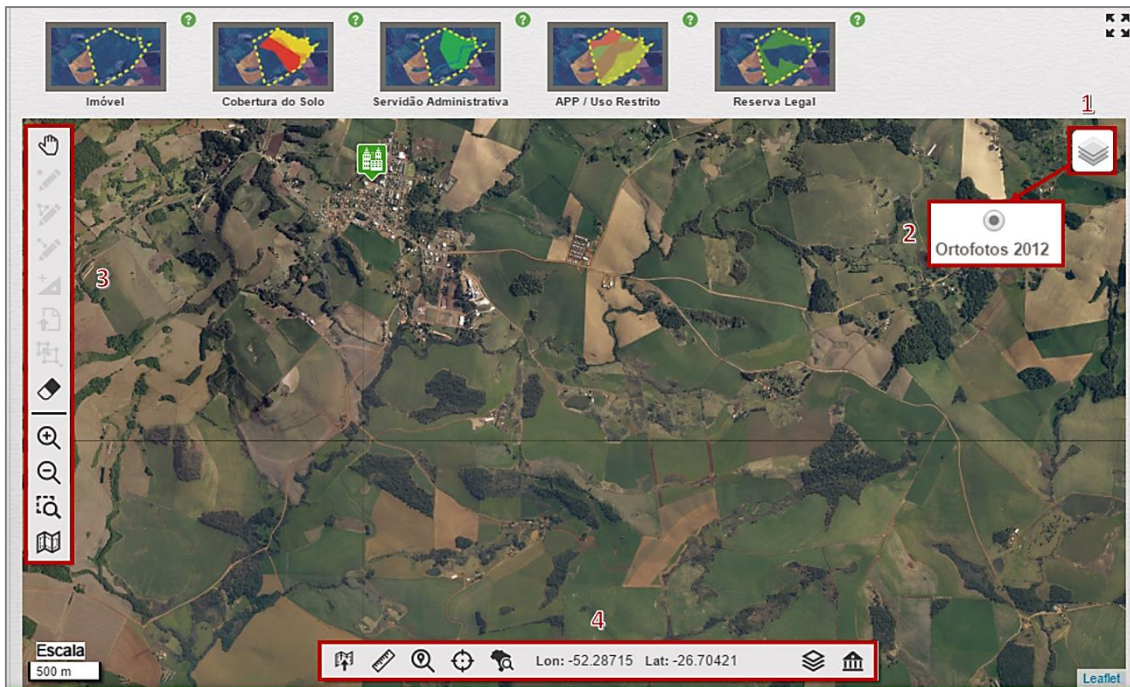 ? ? ? ? ?
Imóvel Cobertura do Solo Servidão Administrativa APP / Uso Restrito Reserva Legal
1
2
Ortofotos 2012
3
4
Escala
500 m
Lon: -52.28715 Lat: -26.70421
Leaflet